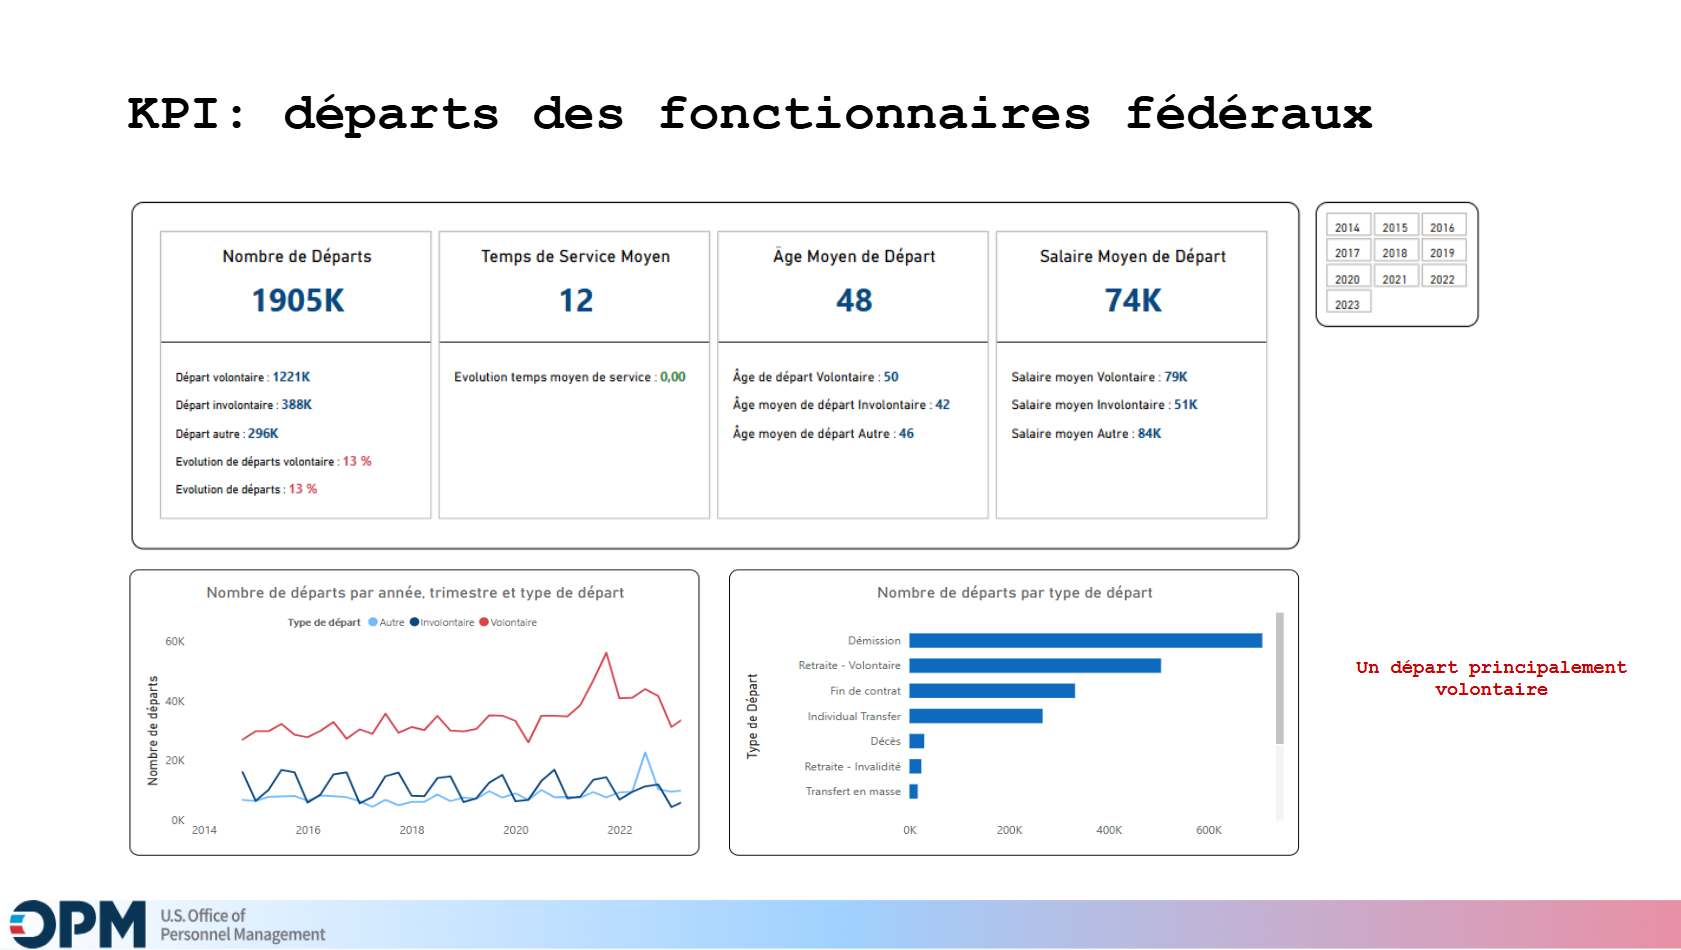 KPI: départs des fonctionnaires fédéraux
Nombre de Départs
1905K
Départ volontaire : 1221K
Départ involontaire : 388K
Départ autre : 296K
Evolution de départs volontaire : 13 %
Evolution de départs : 13 %
Temps de Service Moyen
12
Evolution temps moyen de service : 0,00
Âge Moyen de Départ
48
Âge de départ Volontaire : 50
Âge moyen de départ Involontaire : 42
Âge moyen de départ Autre : 46
Salaire Moyen de Départ
74K
Salaire moyen Volontaire : 79K
Salaire moyen Involontaire : 51K
Salaire moyen Autre : 84K
2014 2015 2016
2017 2018 2019
2020 2021 2022
2023
Nombre de départs par année, trimestre et type de départ
Type de départ Autre Involontaire Volontaire
Nombre de départs
60K
40K
20K
0K
2014 2016 2018 2020 2022
Nombre de départs par type de départ
Type de Départ
Démission
Retraite - Volontaire
Fin de contrat
Individual Transfer
Décès
Retraite - Invalidité
Transfert en masse
0K 200K 400K 600K
Un départ principalement
volontaire
OPM
U.S. Office of
Personnel Management